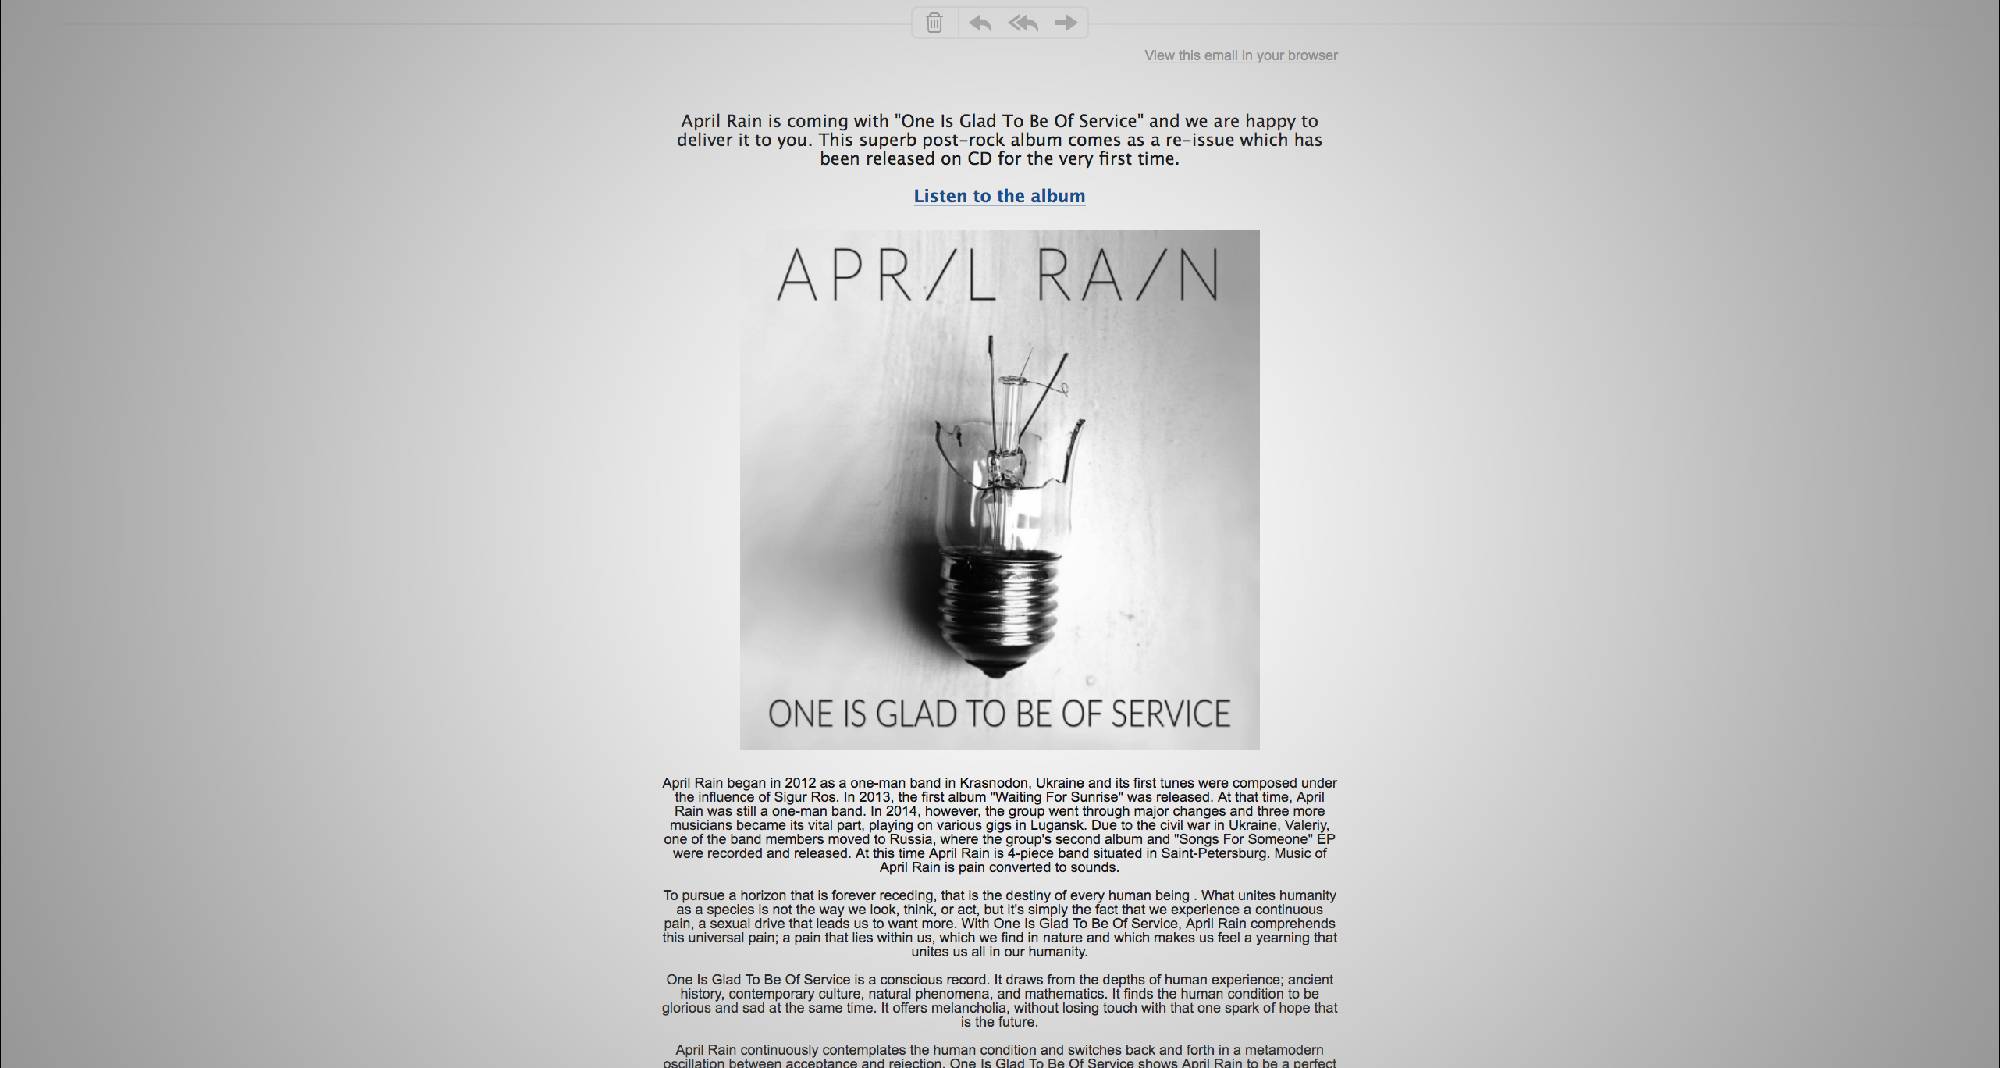 View this email in your browser
April Rain is coming with "One Is Glad To Be Of Service" and we are happy to
deliver it to you. This superb post-rock album comes as a re-issue which has
been released on CD for the very first time.
Listen to the album
APRIL RAIN
ONE IS GLAD TO BE OF SERVICE
April Rain began in 2012 as a one-man band in Krasnodon, Ukraine and its first tunes were composed under
the influence of Sigur Ros. In 2013, the first album "Waiting For Sunrise" was released. At that time, April
Rain was still a one-man band. In 2014, however, the group went through major changes and three more
musicians became its vital part, playing on various gigs in Lugansk. Due to the civil war in Ukraine, Valeriy,
one of the band members moved to Russia, where the group's second album and "Songs For Someone" EP
were recorded and released. At this time April Rain is 4-piece band situated in Saint-Petersburg. Music of
April Rain is pain converted to sounds.
To pursue a horizon that is forever receding, that is the destiny of every human being . What unites humanity
as a species is not the way we look, think, or act, but it's simply the fact that we experience a continuous
pain, a sexual drive that leads us to want more. With One Is Glad To Be Of Service, April Rain comprehends
this universal pain; a pain that lies within us, which we find in nature and which makes us feel a yearning that
unites us all in our humanity.
One Is Glad To Be Of Service is a conscious record. It draws from the depths of human experience; ancient
history, contemporary culture, natural phenomena, and mathematics. It finds the human condition to be
glorious and sad at the same time. It offers melancholia, without losing touch with that one spark of hope that
is the future.
April Rain continuously contemplates the human condition and switches back and forth in a metamodern
oscillation between acceptance and rejection. One Is Glad To Be Of Service shows April Rain to be a perfect